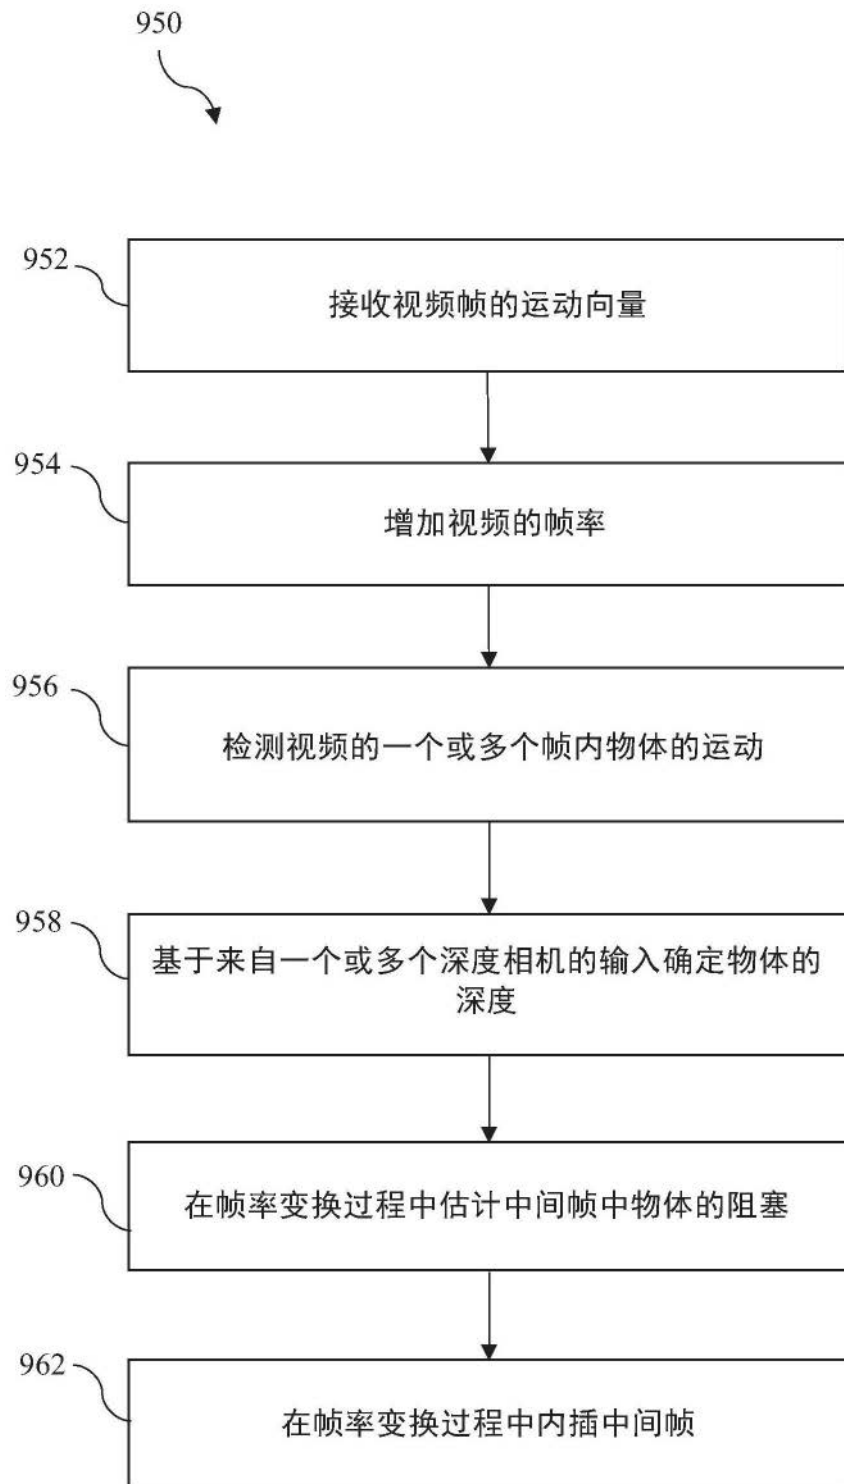 950
952
接收视频帧的运动向量
954
增加视频的帧率
956
检测视频的一个或多个帧内物体的运动
958
基于来自一个或多个深度相机的输入确定物体的
深度
960
在帧率变换过程中估计中间帧中物体的阻塞
962
在帧率变换过程中内插中间帧